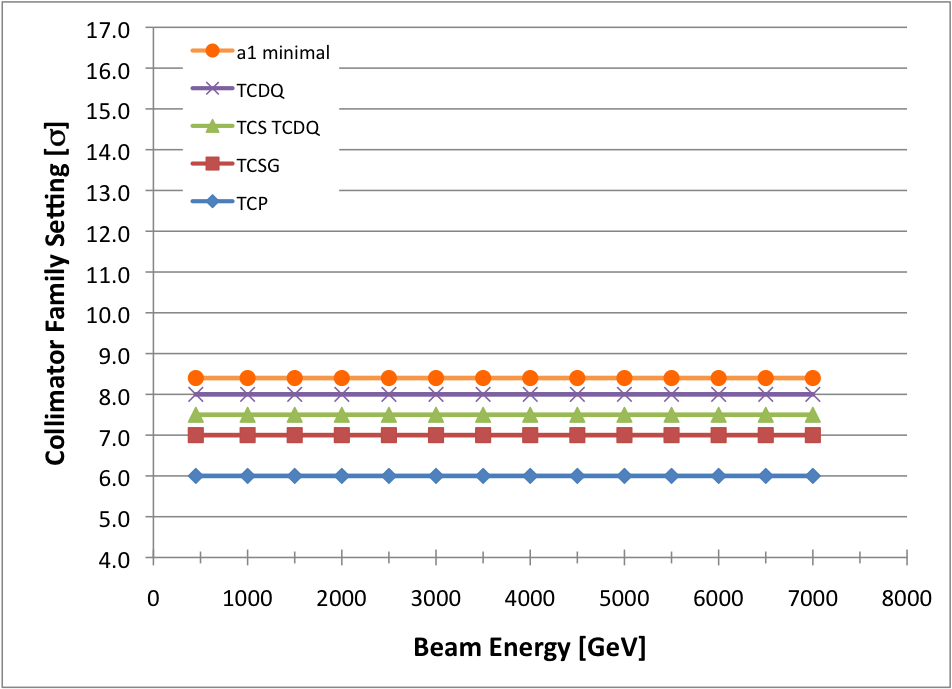 17.0
16.0
15.0
14.0
13.0
12.0
11.0
10.0
9.0
8.0
7.0
6.0
5.0
4.0
Collimator Family Setting [σ]
a1 minimal
TCDQ
TCS TCDQ
TCSG
TCP
0 1000 2000 3000 4000 5000 6000 7000 8000
Beam Energy [GeV]